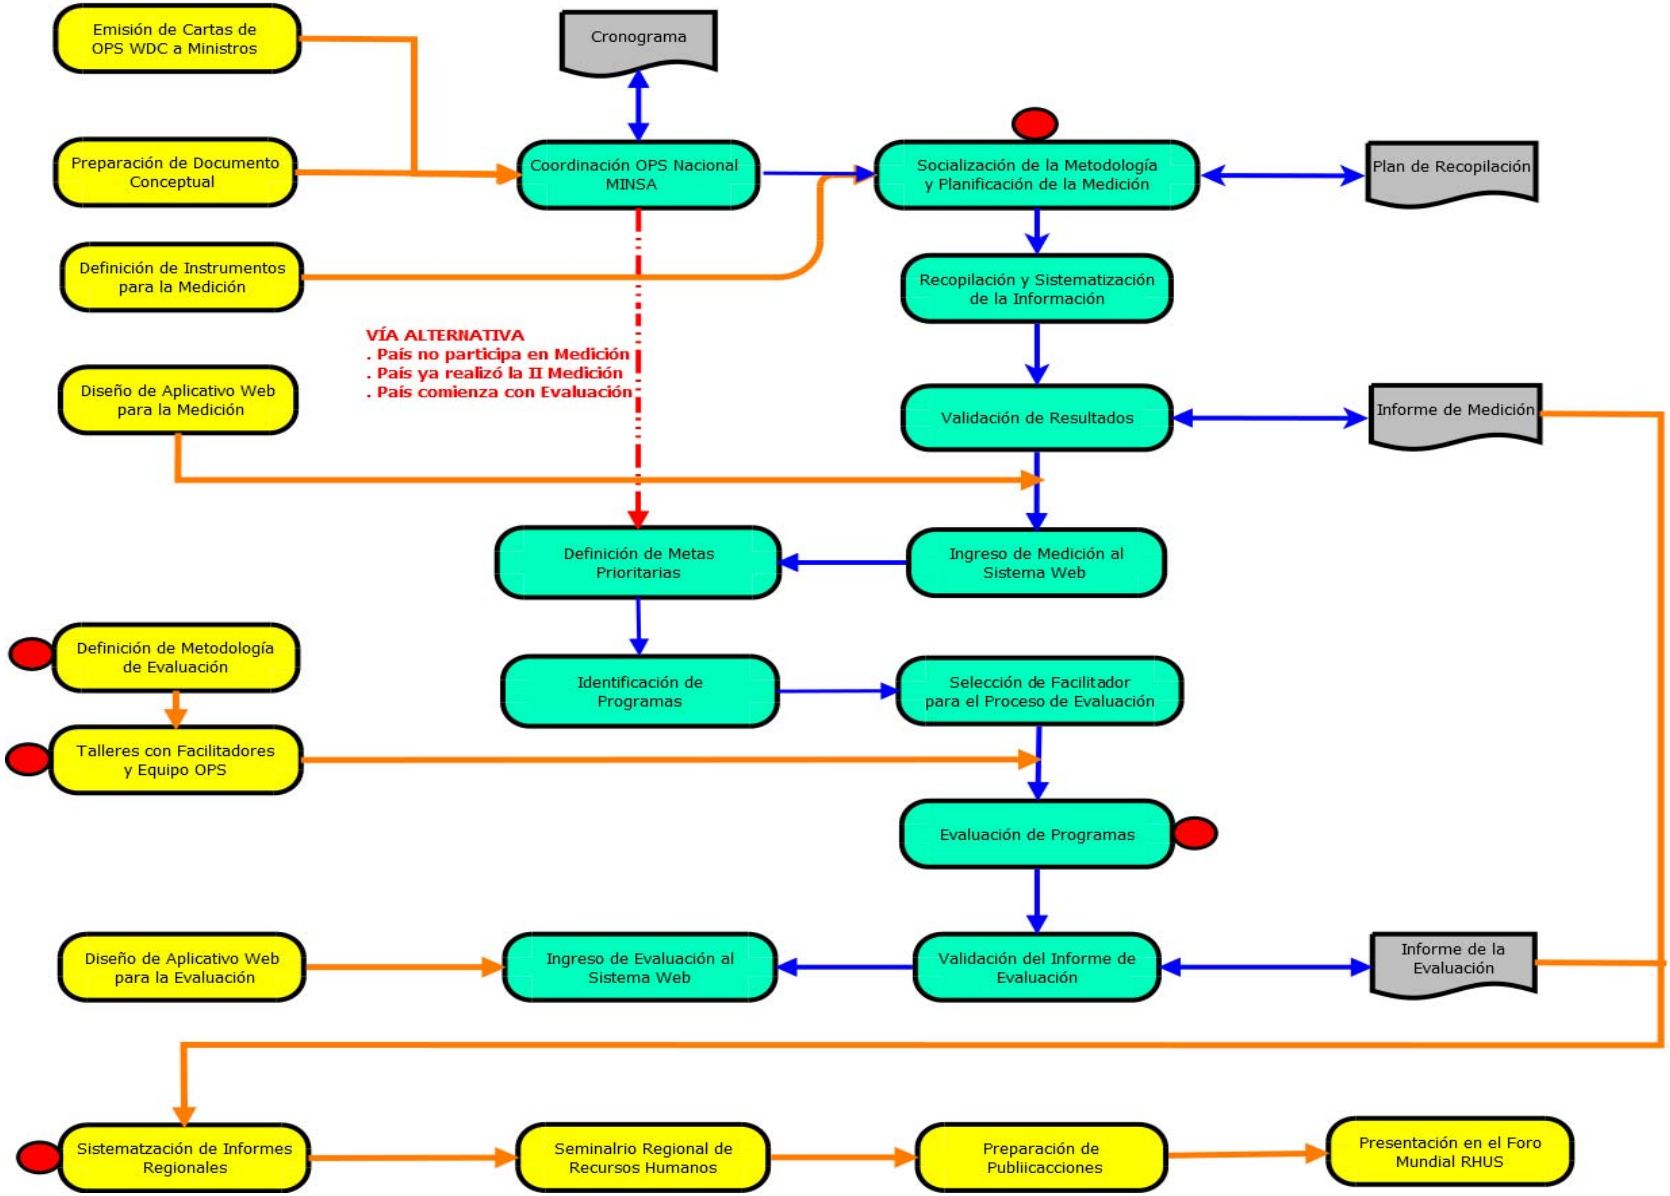 Emisión de Cartas de
OPS WDC a Ministros
Cronograma
Preparación de Documento
Conceptual
Coordinación OPS Nacional
MINSA
Socialización de la Metodología
y Planificación de la Medición
Plan de Recopilación
Definición de Instrumentos
para la Medición
Recopilación y Sistematización
de la Información
VÍA ALTERNATIVA
. País no participa en Medición
. País ya realizó la II Medición
. País comienza con Evaluación
Diseño de Aplicativo Web
para la Medición
Validación de Resultados
Informe de Medición
Definición de Metas
Prioritarias
Ingreso de Medición al
Sistema Web
Definición de Metodología
de Evaluación
Identificación de
Programas
Selección de Facilitador
para el Proceso de Evaluación
Talleres con Facilitadores
y Equipo OPS
Evaluación de Programas
Diseño de Aplicativo Web
para la Evaluación
Ingreso de Evaluación al
Sistema Web
Validación del Informe de
Evaluación
Informe de la
Evaluación
Sistematzación de Informes
Regionales
Seminalrio Regional de
Recursos Humanos
Preparación de
Publiicacciones
Presentación en el Foro
Mundial RHUS